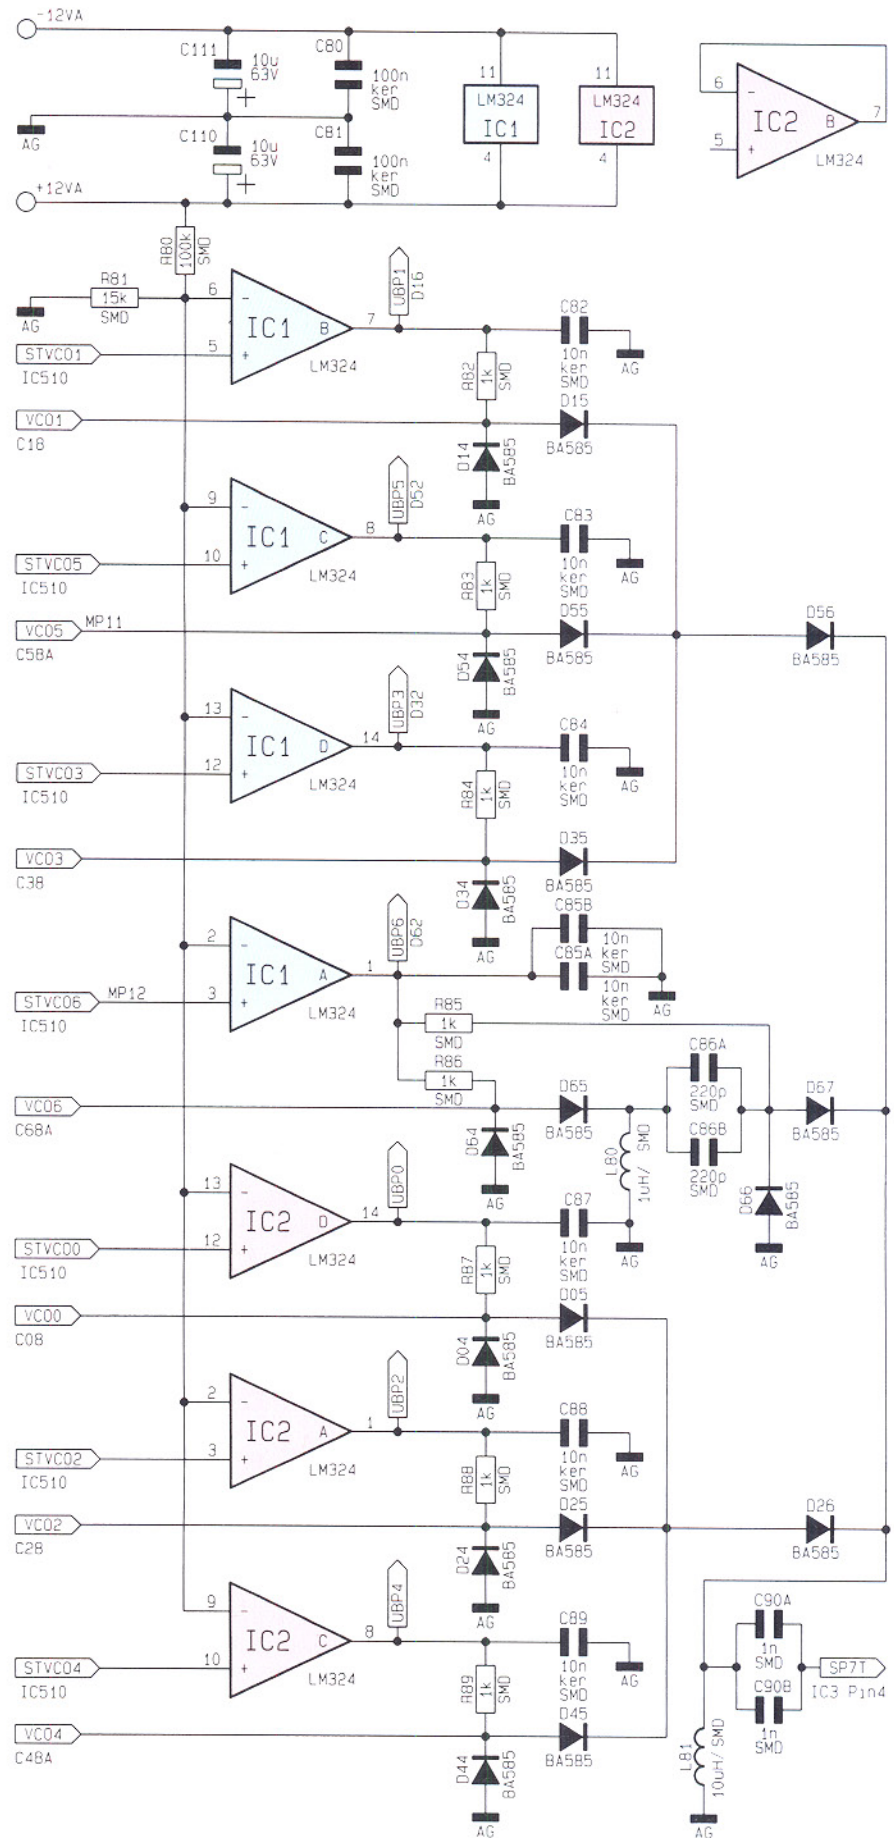 -12VA
C111
10u
63V
C80
100n
ker
SMD
11
LM324
IC1
4
11
LM324
IC2
4
6
-
5
+
IC2
B
7
LM324
AG
C110
10u
63V
C81
100n
ker
SMD
+12VA
R80
100k
SMD
R81
15k
SMD
AG
6
-
5
+
IC1
B
7
LM324
UBP1
D16
STVCO1
IC510
C82
10n
ker
SMD
AG
R82
1k
SMD
VCO1
C18
D15
BA585
D14
BA585
AG
9
-
10
+
IC1
C
8
LM324
UBP5
D52
STVCO5
IC510
C83
10n
ker
SMD
AG
R83
1k
SMD
VCO5
MP11
C58A
D55
BA585
D56
BA585
D54
BA585
AG
13
-
12
+
IC1
D
14
LM324
UBP3
D32
STVCO3
IC510
C84
10n
ker
SMD
AG
R84
1k
SMD
VCO3
C38
D35
BA585
D34
BA585
AG
2
-
3
+
IC1
A
1
LM324
UBP6
D62
STVCO6
MP12
IC510
C85B
10n
ker
SMD
C85A
10n
ker
SMD
AG
R85
1k
SMD
R86
1k
SMD
VCO6
C68A
D65
BA585
D64
BA585
AG
L80
1uH/ SMD
AG
C86A
220p
SMD
C86B
220p
SMD
D67
BA585
D66
BA585
AG
13
-
12
+
IC2
D
14
LM324
UBP0
STVCO0
IC510
C87
10n
ker
SMD
R87
1k
SMD
VCO0
C08
D05
BA585
D04
BA585
AG
2
-
3
+
IC2
A
1
LM324
UBP2
STVCO2
IC510
C88
10n
ker
SMD
AG
R88
1k
SMD
VCO2
C28
D25
BA585
D26
BA585
D24
BA585
AG
9
-
10
+
IC2
C
8
LM324
UBP4
STVCO4
IC510
C89
10n
ker
SMD
AG
R89
1k
SMD
VCO4
C48A
D45
BA585
D44
BA585
AG
C90A
1n
SMD
C90B
1n
SMD
SP7T
IC3 Pin4
L81
10uH/ SMD
AG